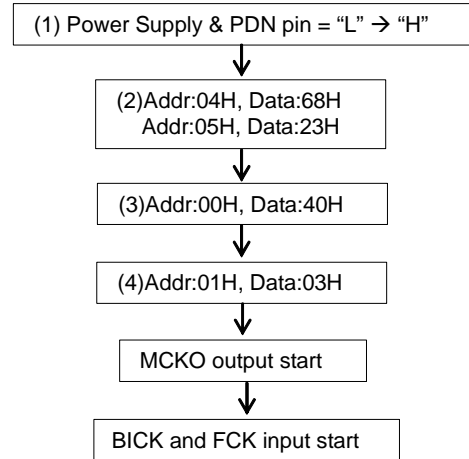 (1) Power Supply & PDN pin = “L” → “H”
(2)Addr:04H, Data:68H
Addr:05H, Data:23H
(3)Addr:00H, Data:40H
(4)Addr:01H, Data:03H
MCKO output start
BICK and FCK input start